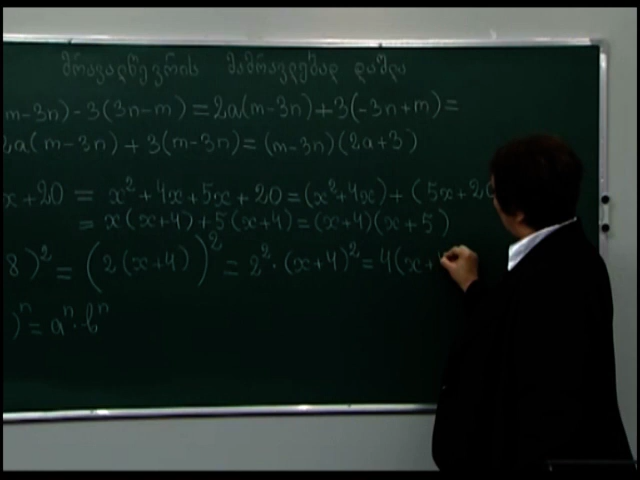 მრავალწევრის მამრავლებად დაშლა
m-3n) - 3(3n-m) = 2a(m-3n) + 3(-3n+m) =
2a(m-3n) + 3(m-3n) = (m-3n)(2a+3)
x+20 = x²+4x+5x+20 = (x²+4x) + (5x+20
= x(x+4) + 5(x+4) = (x+4)(x+5)
8)² = (2(x+4))² = 2²·(x+4)² = 4(x+
)ⁿ = aⁿ·bⁿ